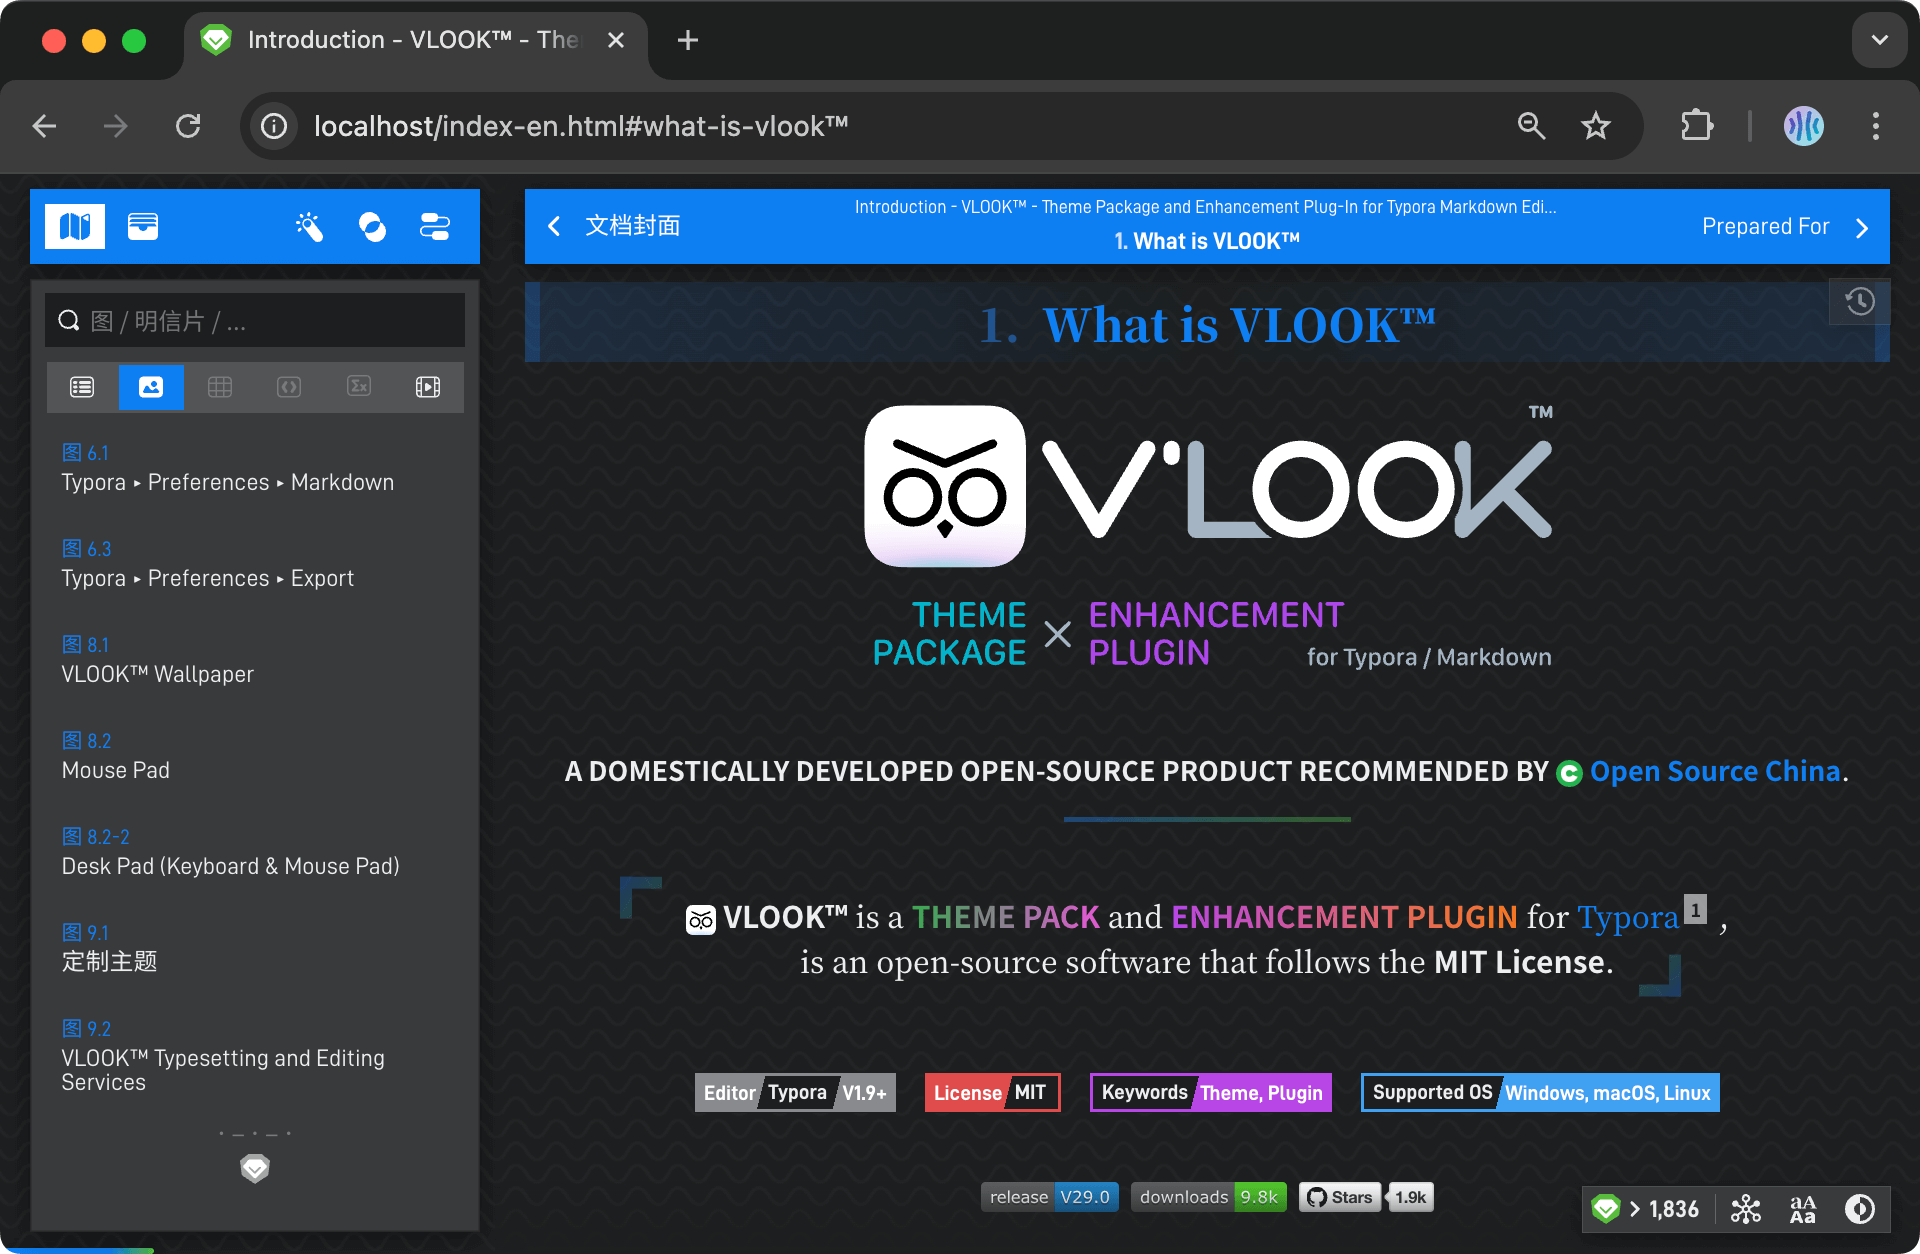 Introduction - VLOOK™ - The
localhost/index-en.html#what-is-vlook™
文档封面
Introduction - VLOOK™ - Theme Package and Enhancement Plug-In for Typora Markdown Edi...
1. What is VLOOK™
Prepared For
图 / 明信片 / ...
图 6.1
Typora ‣ Preferences ‣ Markdown
图 6.3
Typora ‣ Preferences ‣ Export
图 8.1
VLOOK™ Wallpaper
图 8.2
Mouse Pad
图 8.2-2
Desk Pad (Keyboard & Mouse Pad)
图 9.1
定制主题
图 9.2
VLOOK™ Typesetting and Editing
Services
1. What is VLOOK™
V'LOOK™
THEME PACKAGE × ENHANCEMENT PLUGIN
for Typora / Markdown
A DOMESTICALLY DEVELOPED OPEN-SOURCE PRODUCT RECOMMENDED BY Open Source China.
VLOOK™ is a THEME PACK and ENHANCEMENT PLUGIN for Typora 1 ,
is an open-source software that follows the MIT License.
Editor Typora V1.9+ License MIT Keywords Theme, Plugin Supported OS Windows, macOS, Linux
release V29.0 downloads 9.8k Stars 1.9k
1,836 aA Aa